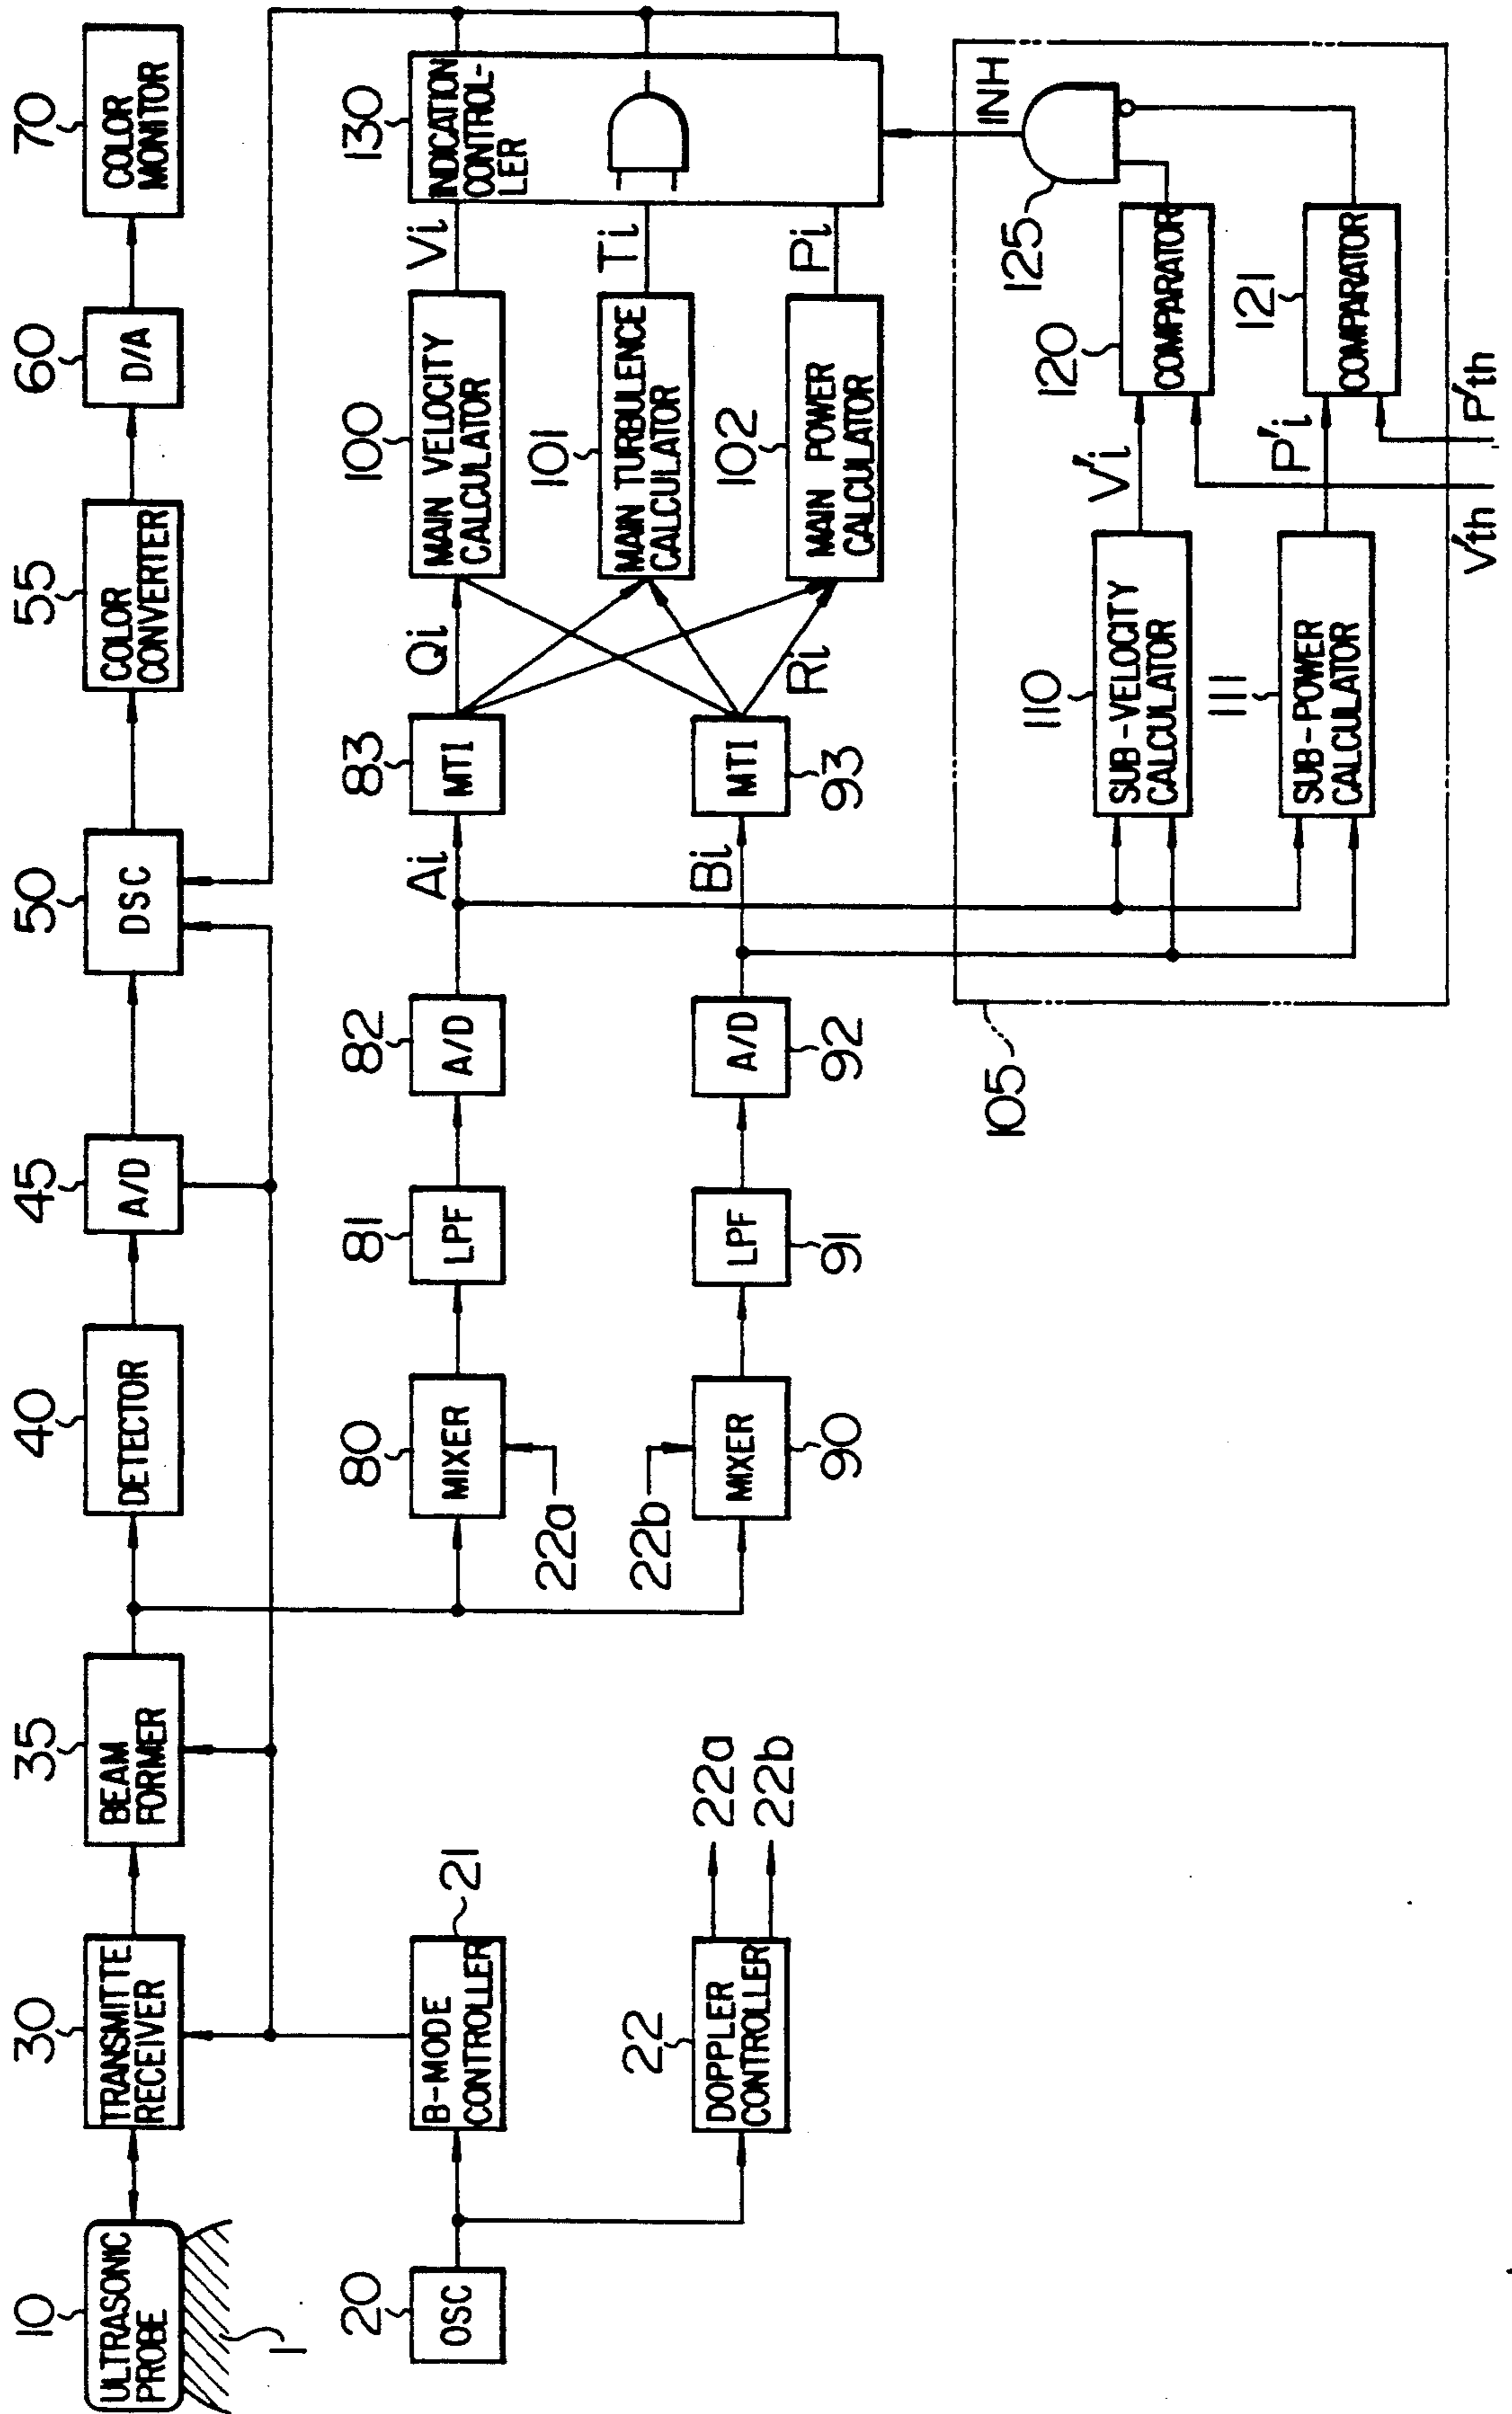 10
ULTRASONIC
PROBE
1
30
TRANSMITTE
RECEIVER
35
BEAM
FORMER
40
DETECTOR
45
A/D
50
DSC
55
COLOR
CONVERTER
60
D/A
70
COLOR
MONITOR
20
OSC
21
B-MODE
CONTROLLER
22
DOPPLER
CONTROLLER
22a
22b
80
MIXER
22a
81
LPF
82
A/D
Ai
83
MTI
Qi
100
MAIN VELOCITY
CALCULATOR
Vi
130
INDICATION
CONTROL-
LER
101
MAIN TURBULENCE
CALCULATOR
Ti
102
MAIN POWER
CALCULATOR
Pi
22b
MIXER
90
LPF
91
A/D
92
Bi
MTI
93
Ri
105
110
SUB-VELOCITY
CALCULATOR
V'i
120
COMPARATOR
125
INH
111
SUB-POWER
CALCULATOR
P'i
121
COMPARATOR
V'th
P'th